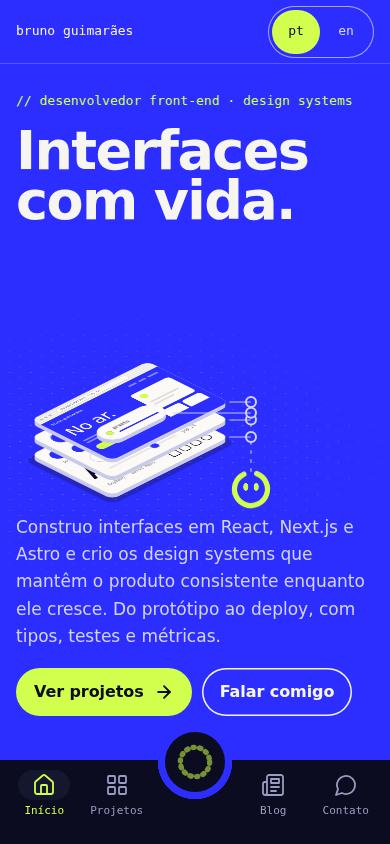 bruno guimarães
pt
en
// desenvolvedor front-end · design systems
Interfaces
com vida.
No ar.
Construo interfaces em React, Next.js e
Astro e crio os design systems que
mantêm o produto consistente enquanto
ele cresce. Do protótipo ao deploy, com
tipos, testes e métricas.
Ver projetos
Falar comigo
Início
Projetos
Blog
Contato